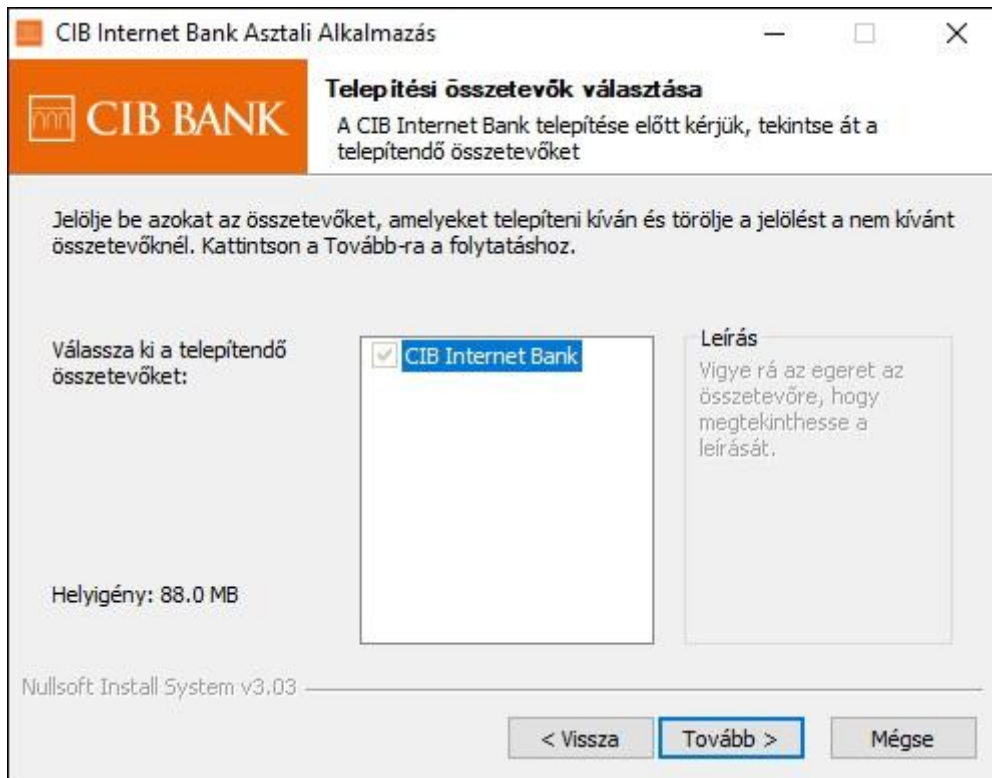 CIB Internet Bank Asztali Alkalmazás
CIB BANK
Telepítési összetevők választása
A CIB Internet Bank telepítése előtt kérjük, tekintse át a
telepítendő összetevőket
Jelölje be azokat az összetevőket, amelyeket telepíteni kíván és törölje a jelölést a nem kívánt
összetevőknél. Kattintson a Tovább-ra a folytatáshoz.
Válassza ki a telepítendő
összetevőket:
CIB Internet Bank
Leírás
Vigye rá az egeret az
összetevőre, hogy
megtekinthesse a
leírását.
Helyigény: 88.0 MB
Nullsoft Install System v3.03
< Vissza
Tovább >
Mégse